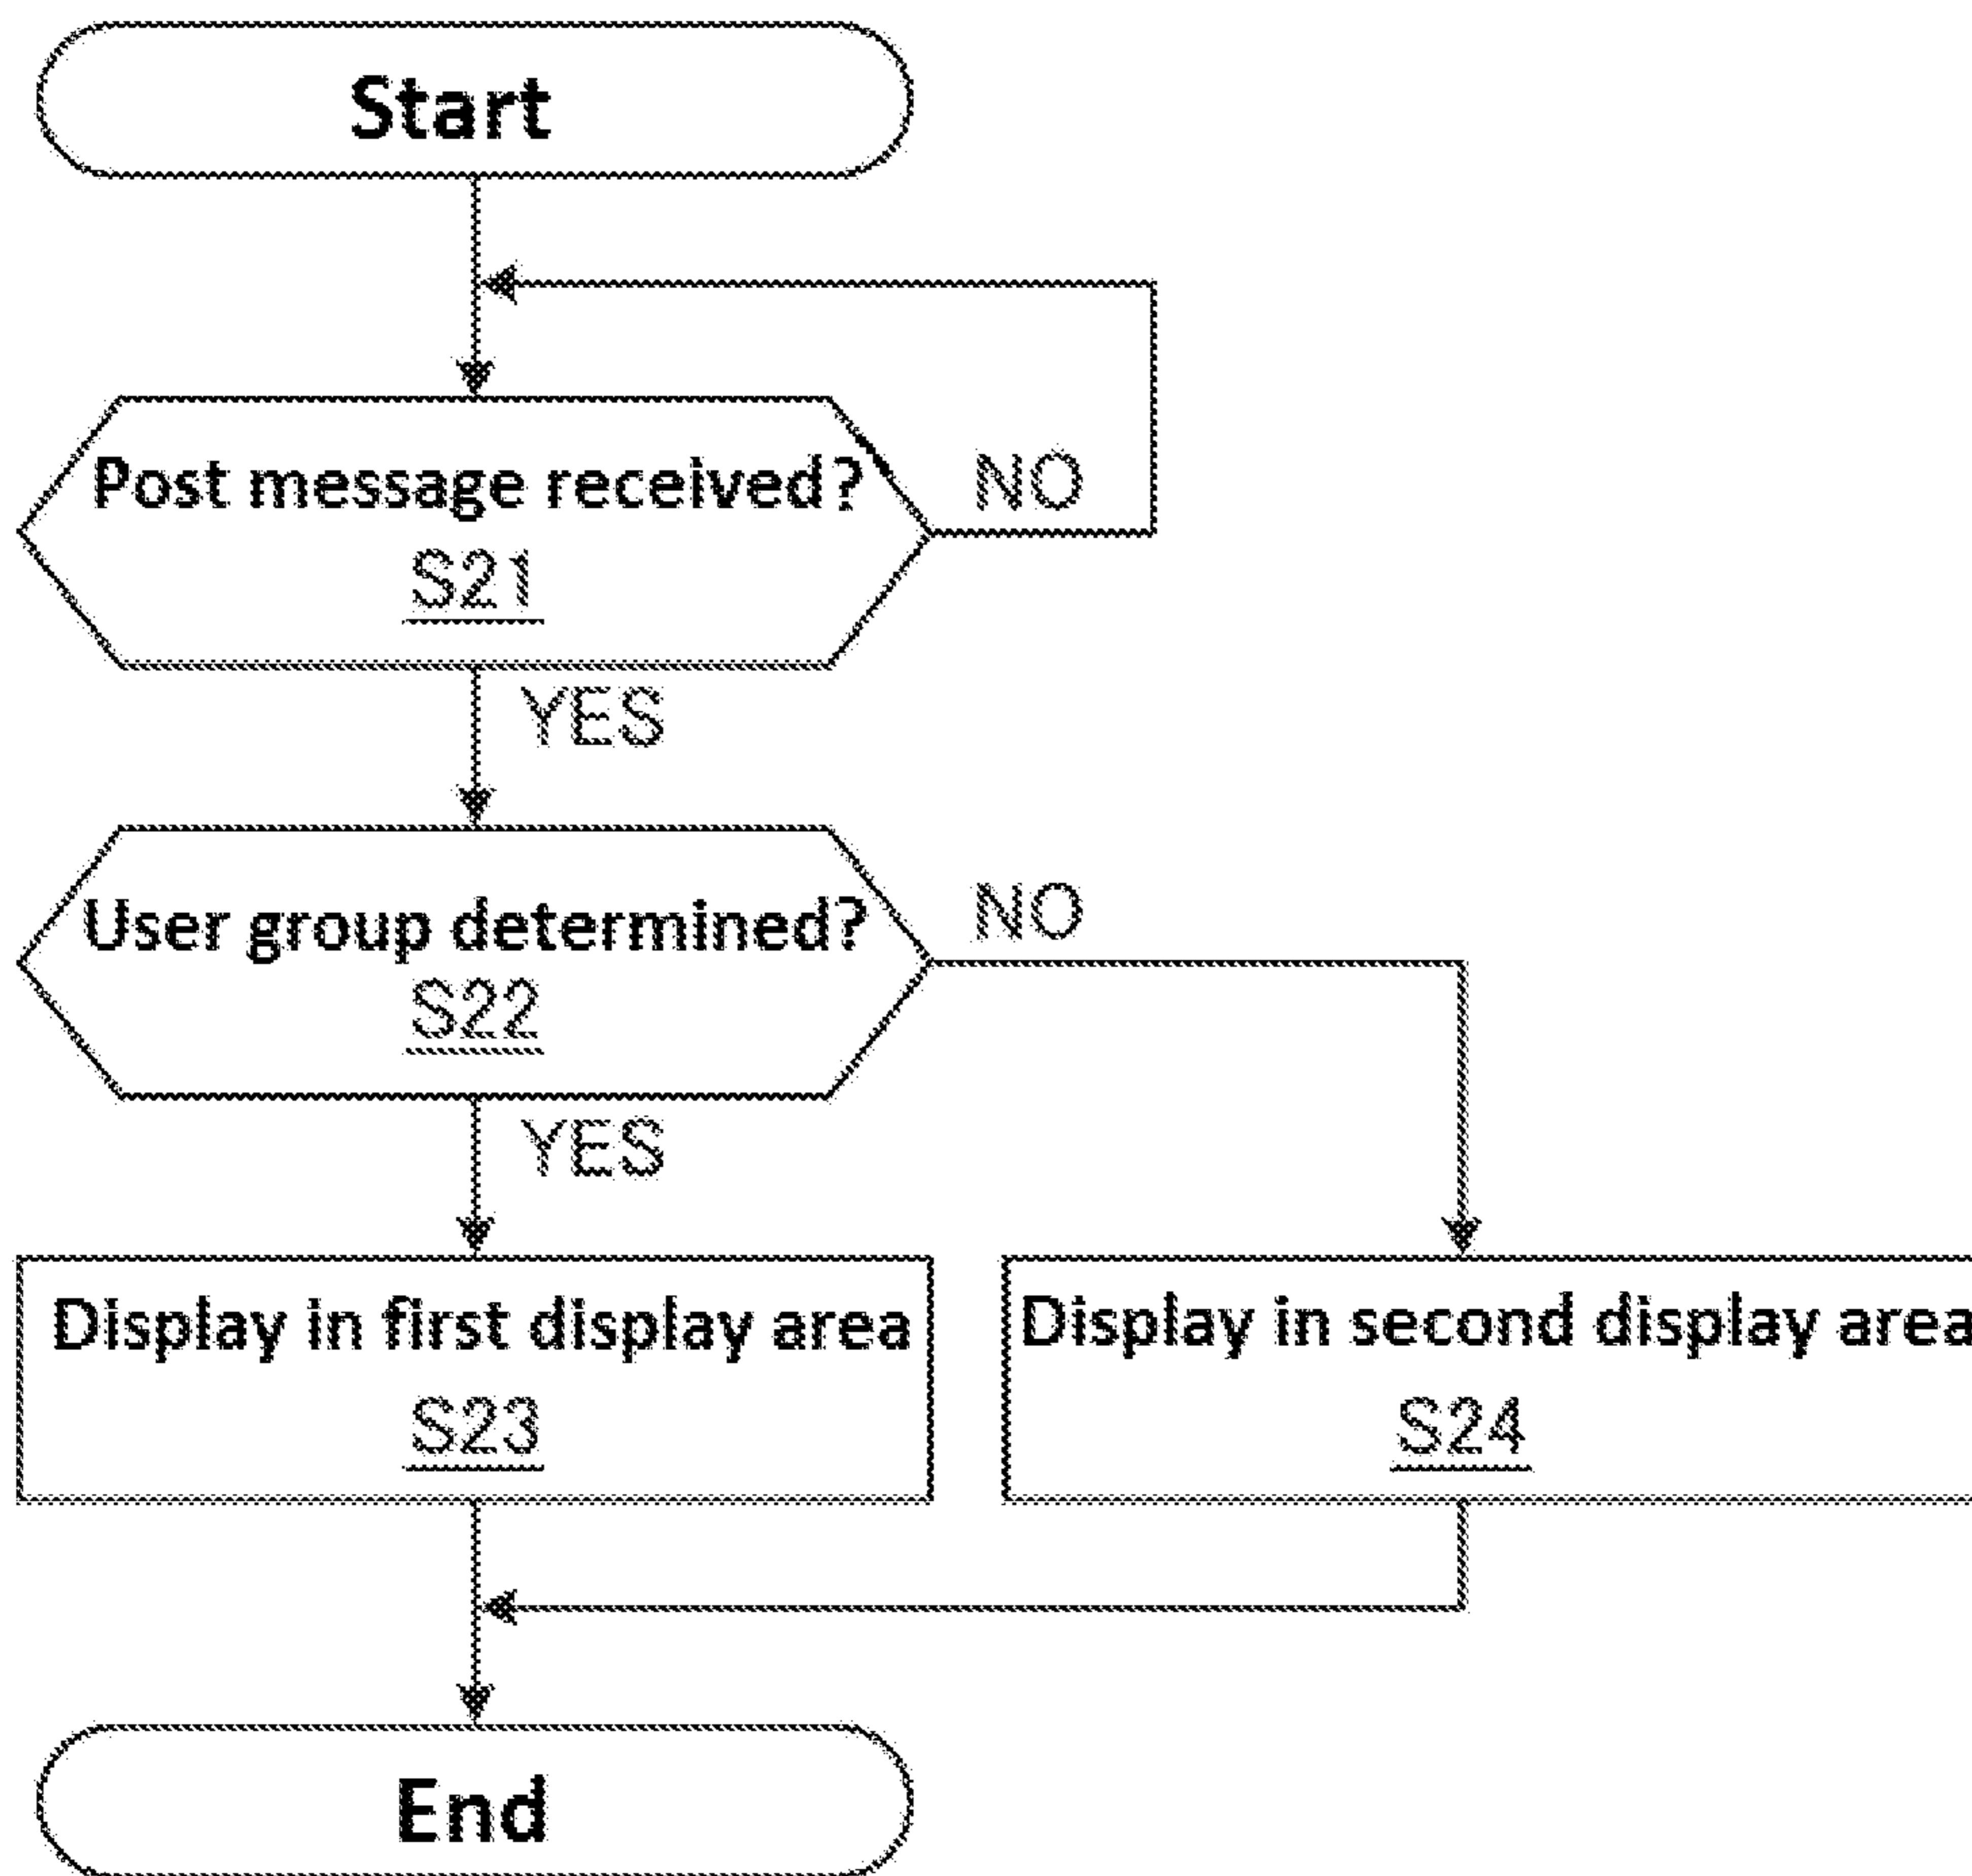 Start
Post message received?
NO
S21
YES
User group determined?
NO
S22
YES
Display in first display area
S23
Display in second display area
S24
End